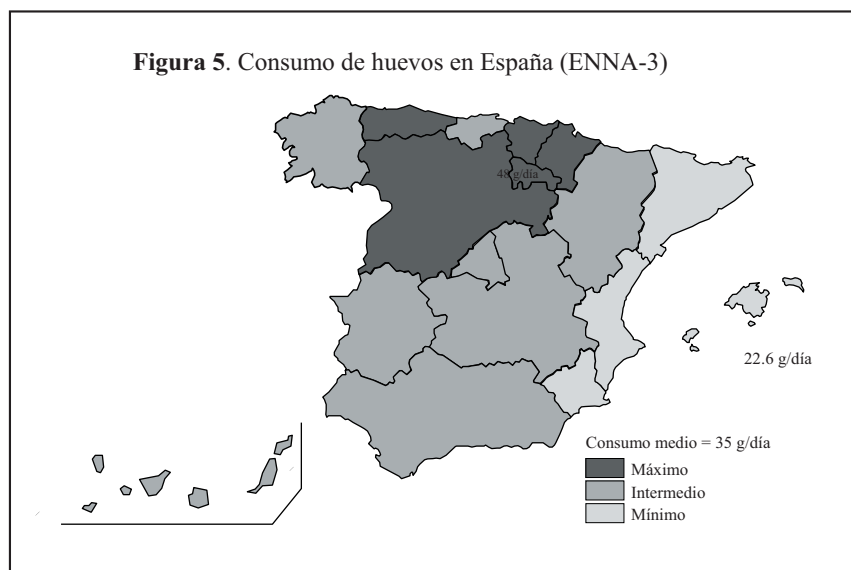 Figura 5. Consumo de huevos en España (ENNA-3)
48 g/día
22.6 g/día
Consumo medio = 35 g/día
Máximo
Intermedio
Mínimo